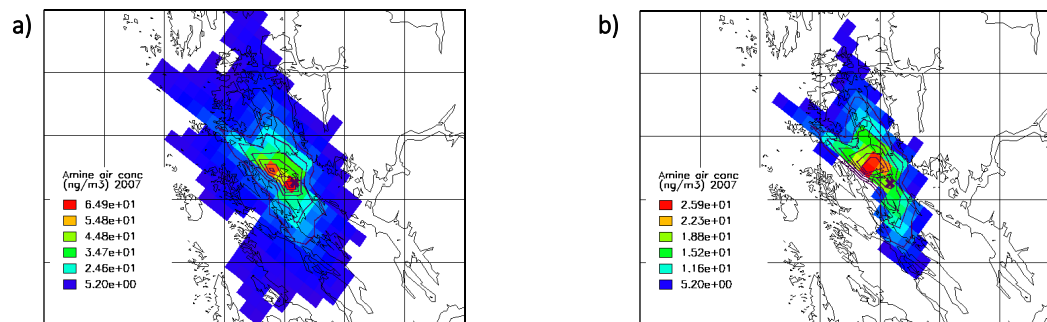 a)
Amine air conc
(ng/m3) 2007
6.49e+01
5.48e+01
4.48e+01
3.47e+01
2.46e+01
5.20e+00
b)
Amine air conc
(ng/m3) 2007
2.59e+01
2.23e+01
1.88e+01
1.52e+01
1.16e+01
5.20e+00